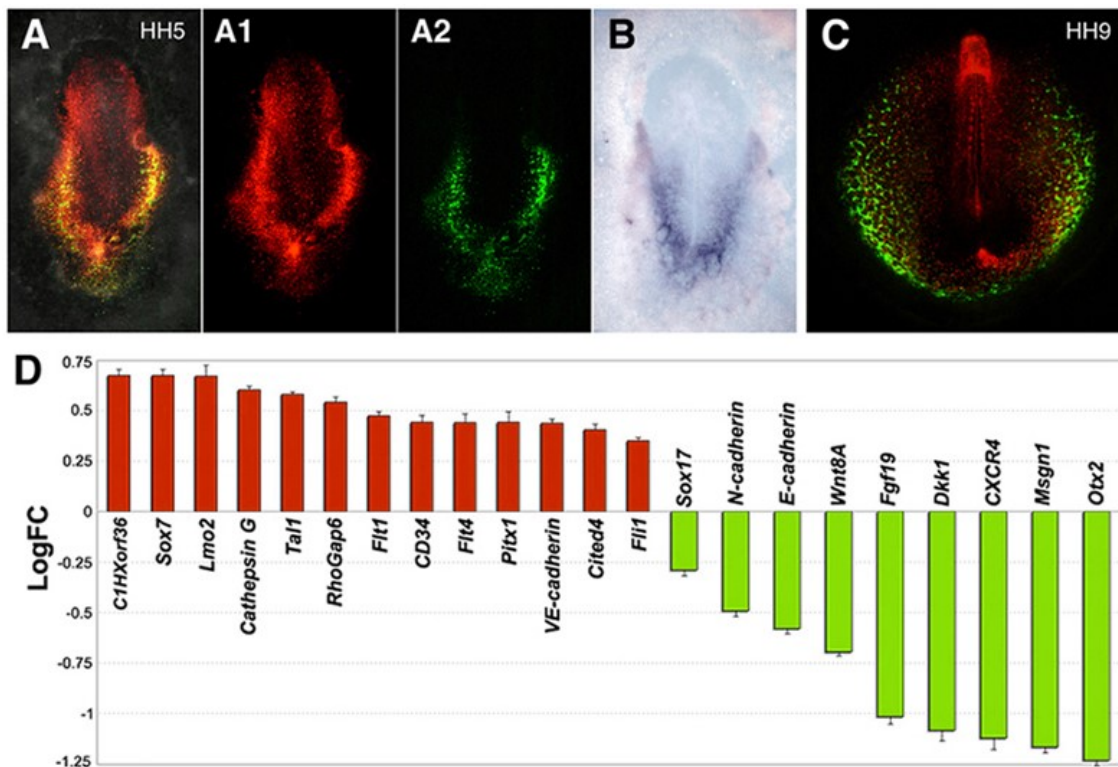 A HH5 A1 A2 B C HH9
D
LogFC
0.75
0.5
0.25
0
-0.25
-0.5
-0.75
-1
-1.25
C1HXorf36
Sox7
Lmo2
Cathepsin G
Tal1
RhoGap6
Flt1
CD34
Flt4
Pitx1
VE-cadherin
Cited4
Fli1
Sox17
N-cadherin
E-cadherin
Wnt8A
Fgf19
Dkk1
CXCR4
Msgn1
Otx2